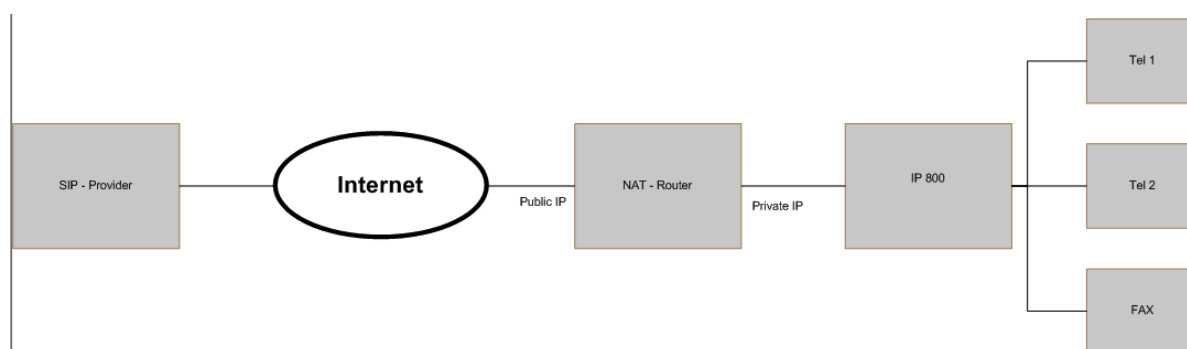 SIP - Provider
Internet
Public IP
NAT - Router
Private IP
IP 800
Tel 1
Tel 2
FAX